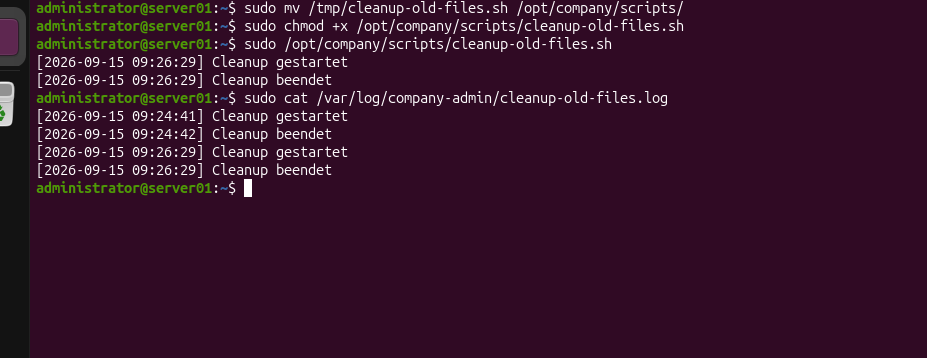 administrator@server01:~$ sudo mv /tmp/cleanup-old-files.sh /opt/company/scripts/
administrator@server01:~$ sudo chmod +x /opt/company/scripts/cleanup-old-files.sh
administrator@server01:~$ sudo /opt/company/scripts/cleanup-old-files.sh
[2026-09-15 09:26:29] Cleanup gestartet
[2026-09-15 09:26:29] Cleanup beendet
administrator@server01:~$ sudo cat /var/log/company-admin/cleanup-old-files.log
[2026-09-15 09:24:41] Cleanup gestartet
[2026-09-15 09:24:42] Cleanup beendet
[2026-09-15 09:26:29] Cleanup gestartet
[2026-09-15 09:26:29] Cleanup beendet
administrator@server01:~$